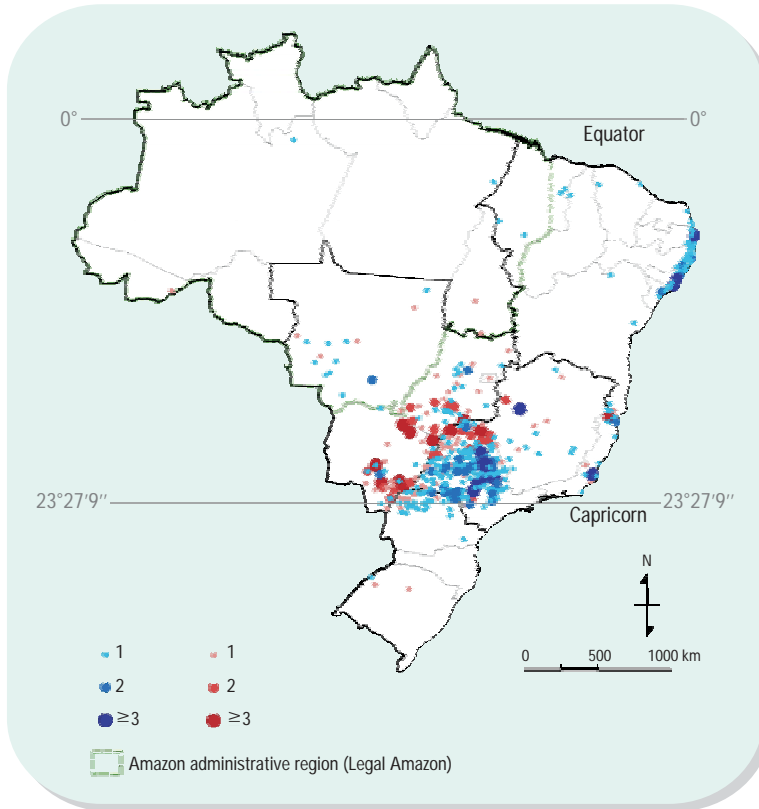 0° 0°
Equator
23°27'9'' 23°27'9''
Capricorn
N
0 500 1000 km
1 1
2 2
≥3 ≥3
Amazon administrative region (Legal Amazon)